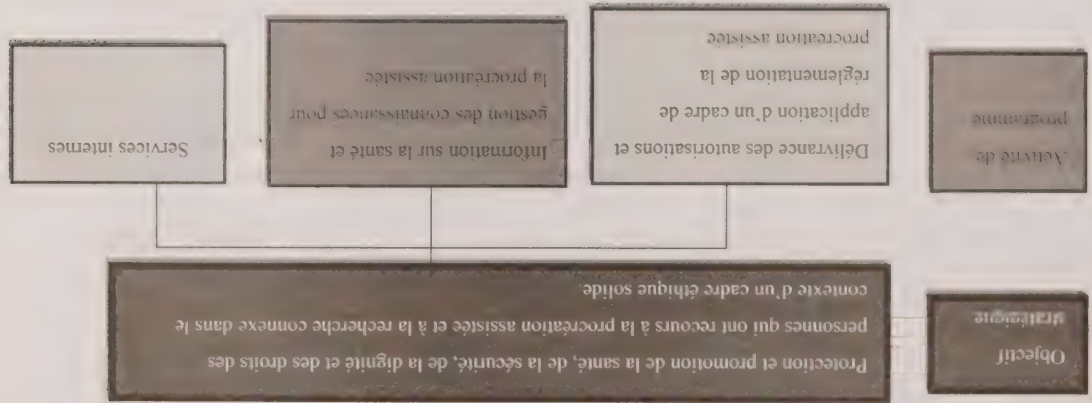 Objectif
stratégique
Protection et promotion de la santé, de la sécurité, de la dignité et des droits des
personnes qui ont recours à la procréation assistée et à la recherche connexe dans le
contexte d'un cadre éthique solide.
Activité de
programme
Délivrance des autorisations et
application d'un cadre de
réglementation de la
procréation assistée
Information sur la santé et
gestion des connaissances pour
la procréation assistée
Services internes